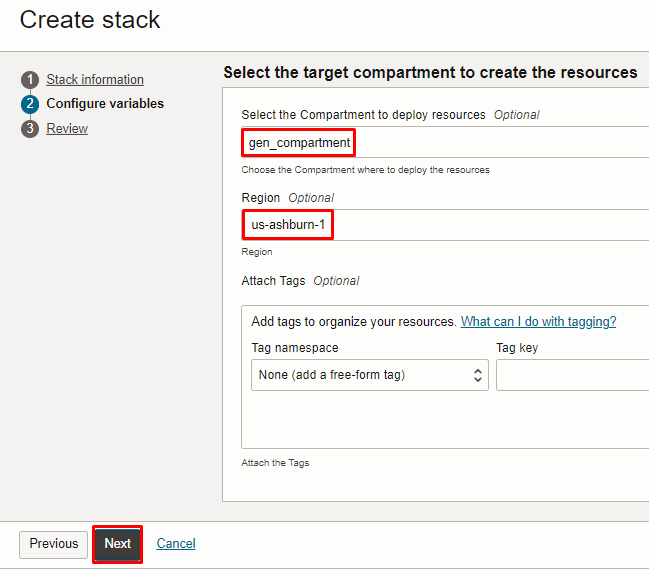 Create stack
1 Stack information
2 Configure variables
3 Review
Select the target compartment to create the resources
Select the Compartment to deploy resources Optional
gen_compartment
Choose the Compartment where to deploy the resources
Region Optional
us-ashburn-1
Region
Attach Tags Optional
Add tags to organize your resources. What can I do with tagging?
Tag namespace Tag key
None (add a free-form tag)
Attach the Tags
Previous Next Cancel